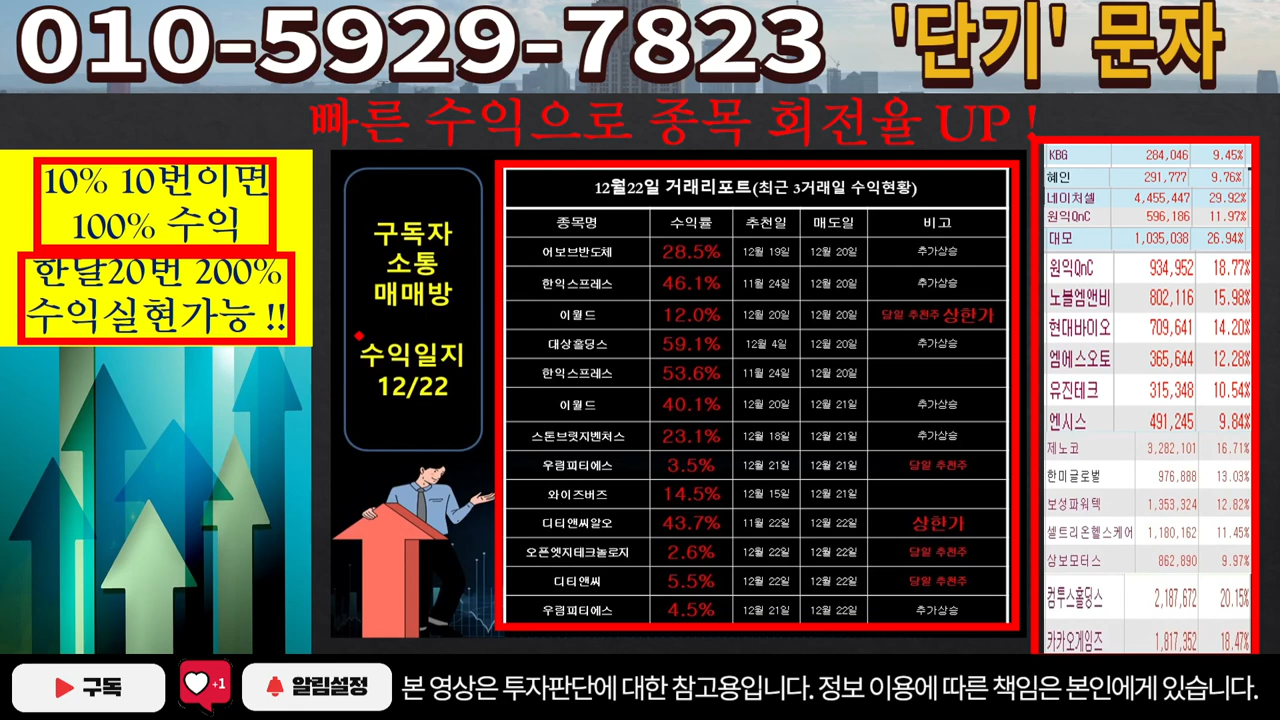 010-5929-7823 '단기' 문자
빠른 수익으로 종목 회전율 UP !
10% 10번이면
100% 수익
한달20번 200%
수익실현가능 !!
구독자
소통
매매방
수익일지
12/22
12월22일 거래리포트(최근 3거래일 수익현황)
종목명 수익률 추천일 매도일 비고
어보브반도체 28.5% 12월 19일 12월 20일 추가상승
한익스프레스 46.1% 11월 24일 12월 20일 추가상승
이월드 12.0% 12월 20일 12월 20일 당일 추천주 상한가
대상홀딩스 59.1% 12월 4일 12월 20일 추가상승
한익스프레스 53.6% 11월 24일 12월 20일
이월드 40.1% 12월 20일 12월 21일 추가상승
스톤브릿지벤처스 23.1% 12월 18일 12월 21일 추가상승
우림피티에스 3.5% 12월 21일 12월 21일 당일 추천주
와이즈버즈 14.5% 12월 15일 12월 21일
디티앤씨알오 43.7% 11월 22일 12월 22일 상한가
오픈엣지테크놀로지 2.6% 12월 22일 12월 22일 당일 추천주
디티앤씨 5.5% 12월 22일 12월 22일 당일 추천주
우림피티에스 4.5% 12월 21일 12월 22일 추가상승
KBG 284,046 9.45%
혜인 291,777 9.76%
네이처셀 4,455,447 29.92%
원익QnC 596,186 11.97%
대모 1,035,038 26.94%
원익QnC 934,952 18.77%
노블엠앤비 802,116 15.98%
현대바이오 709,641 14.20%
엠에스오토 365,644 12.28%
유진테크 315,348 10.54%
엔시스 491,245 9.84%
제노코 3,282,101 16.71%
한미글로벌 976,888 13.03%
보성파워텍 1,353,324 12.82%
셀트리온헬스케어 1,180,162 11.45%
삼보모터스 862,890 9.97%
컴투스홀딩스 2,187,672 20.15%
카카오게임즈 1,817,352 18.47%
구독 +1 알림설정 본 영상은 투자판단에 대한 참고용입니다. 정보 이용에 따른 책임은 본인에게 있습니다.